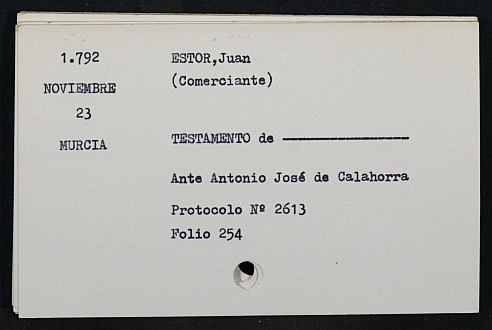 1.792
NOVIEMBRE
23
MURCIA
ESTOR,Juan
(Comerciante)
TESTAMENTO de ----------------
Ante Antonio José de Calahorra
Protocolo Nº 2613
Folio 254